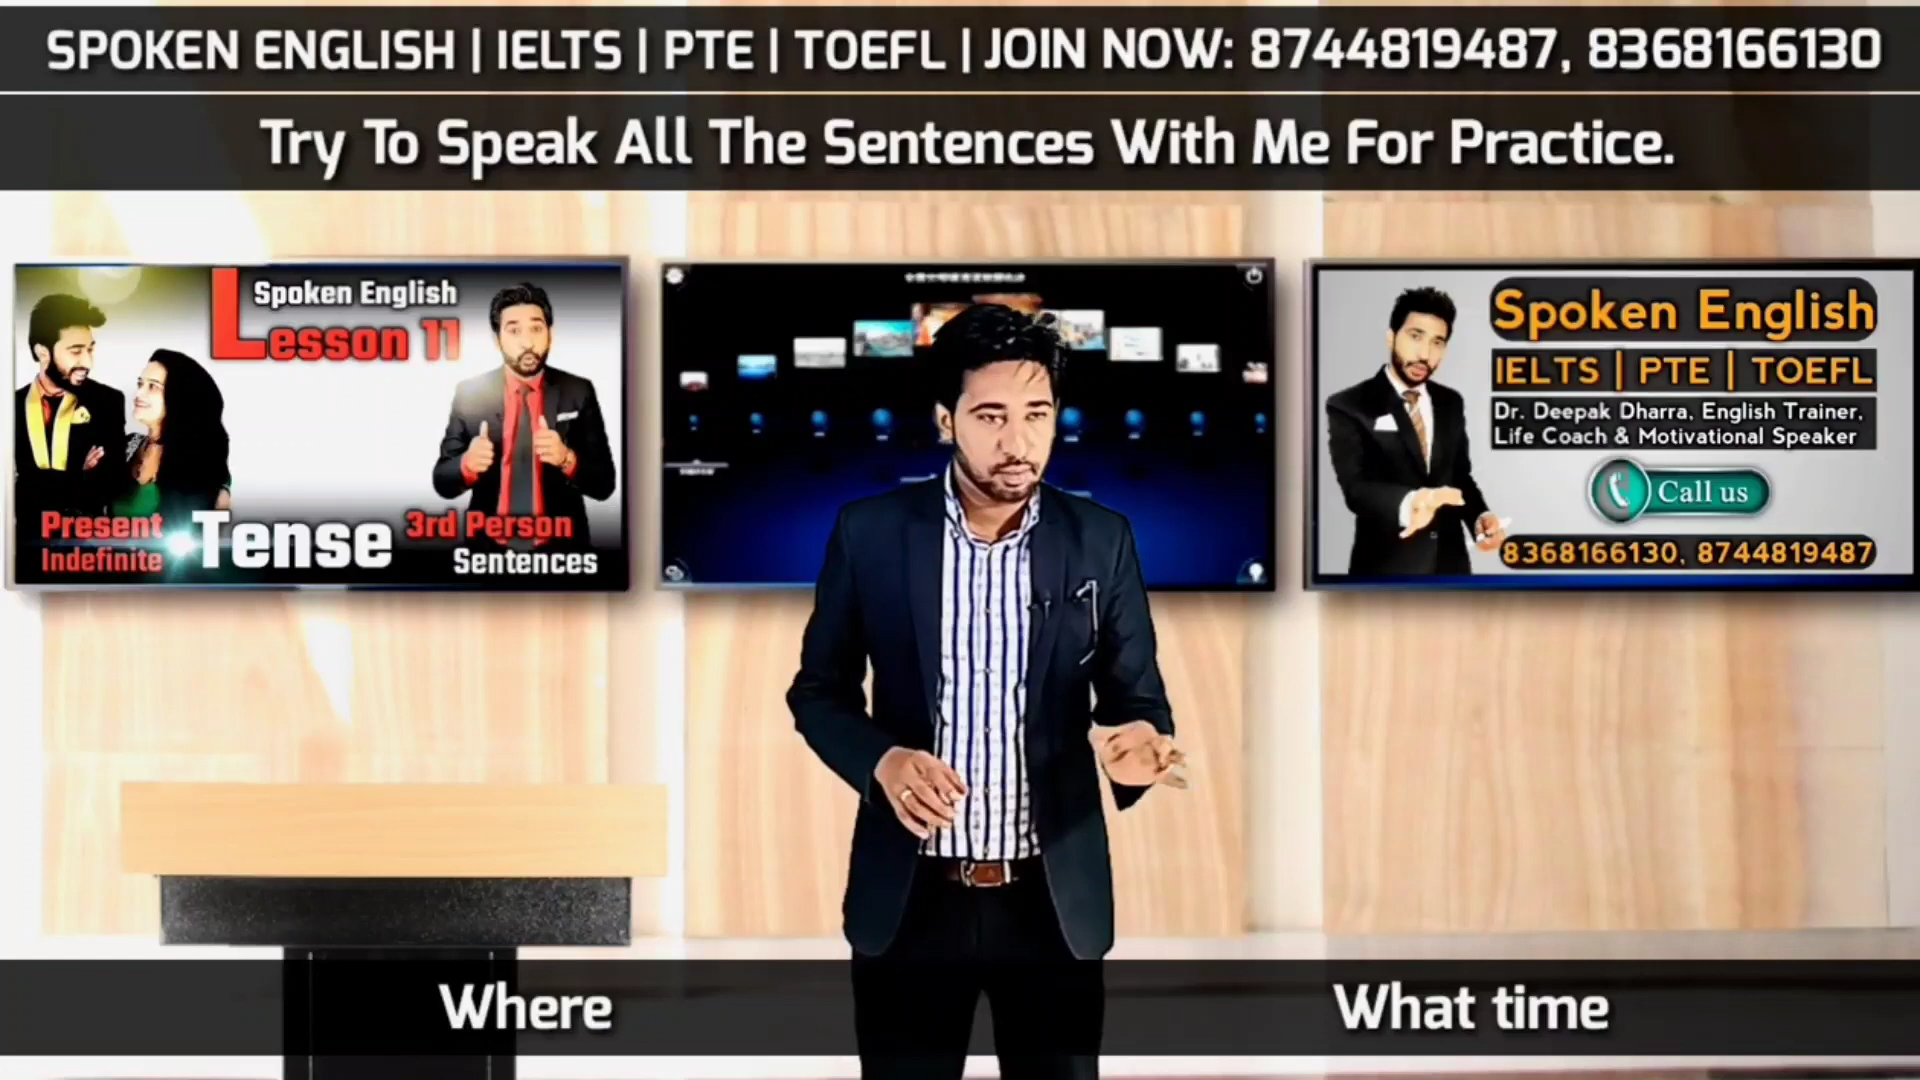 SPOKEN ENGLISH | IELTS | PTE | TOEFL | JOIN NOW: 8744819487, 8368166130
Try To Speak All The Sentences With Me For Practice.
Spoken English
Lesson 11
Present
Indefinite
Tense
3rd Person
Sentences
Spoken English
IELTS | PTE | TOEFL
Dr. Deepak Dharra, English Trainer,
Life Coach & Motivational Speaker
Call us
8368166130, 8744819487
Where
What time